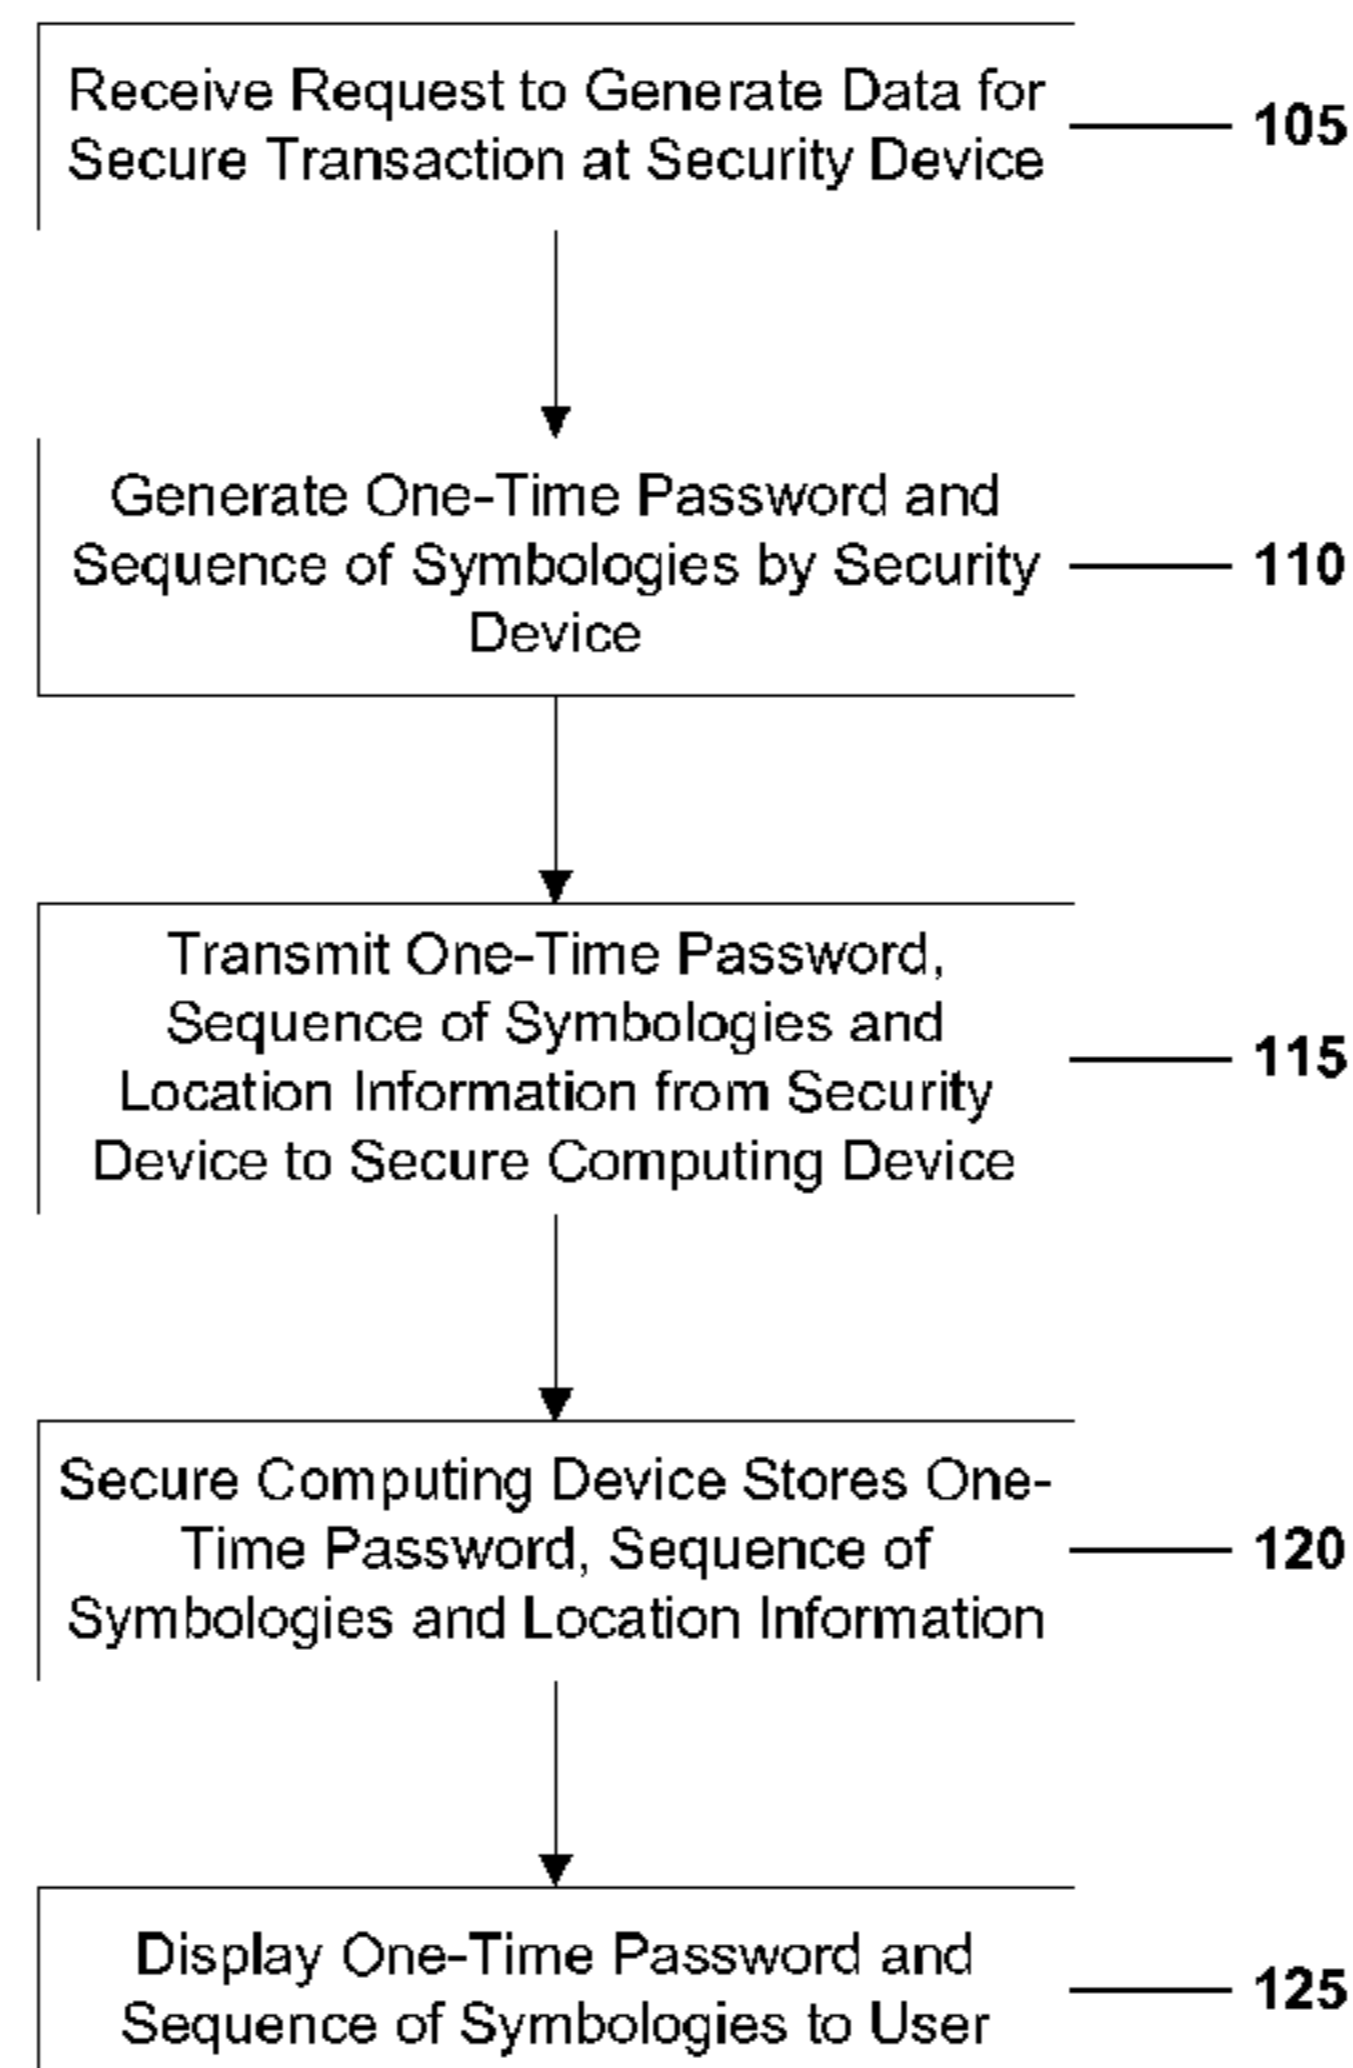 Receive Request to Generate Data for
Secure Transaction at Security Device
105
Generate One-Time Password and
Sequence of Symbologies by Security
Device
110
Transmit One-Time Password,
Sequence of Symbologies and
Location Information from Security
Device to Secure Computing Device
115
Secure Computing Device Stores One-
Time Password, Sequence of
Symbologies and Location Information
120
Display One-Time Password and
Sequence of Symbologies to User
125